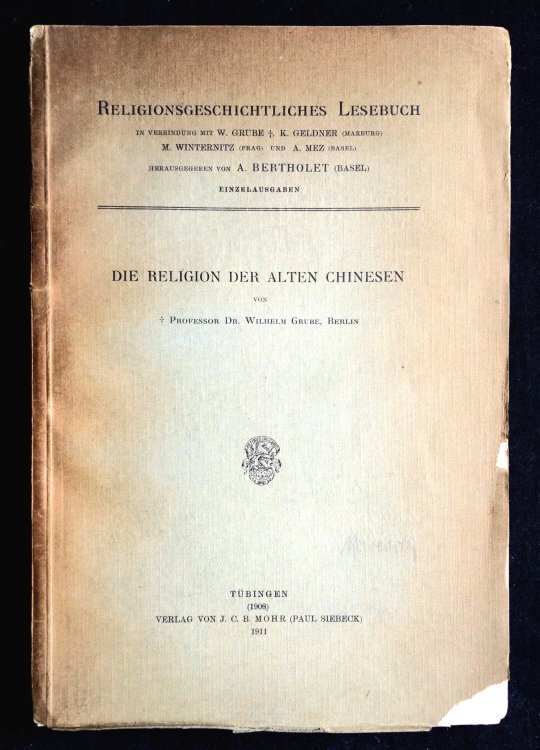 RELIGIONSGESCHICHTLICHES LESEBUCH
IN VERBINDUNG MIT W. GRUBE †, K. GELDNER (MARBURG)
M. WINTERNITZ (PRAG) UND A. MEZ (BASEL)
HERAUSGEGEBEN VON A. BERTHOLET (BASEL)
EINZELAUSGABEN
DIE RELIGION DER ALTEN CHINESEN
VON
† PROFESSOR DR. WILHELM GRUBE, BERLIN
TÜBINGEN
(1908)
VERLAG VON J. C. B. MOHR (PAUL SIEBECK)
1911